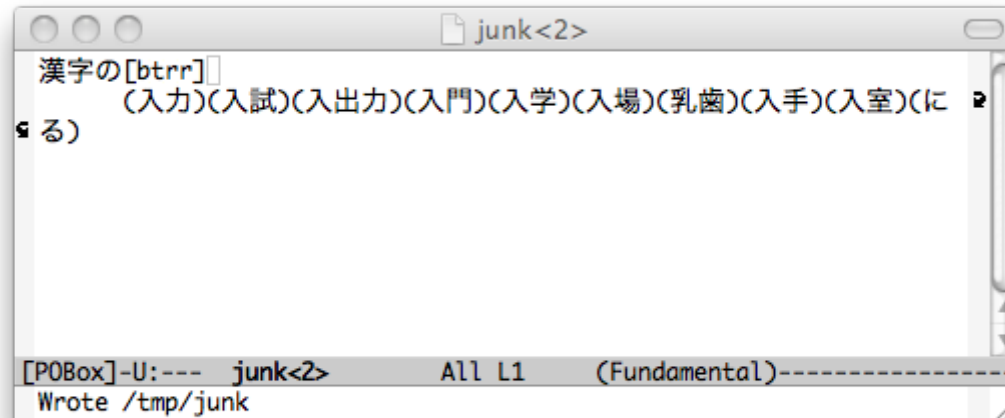 junk<2>
漢字の[btrr]
(入力)(入試)(入出力)(入門)(入学)(入場)(乳歯)(入手)(入室)(に
る)
[POBox]-U:--- junk<2> All L1 (Fundamental)----------------
Wrote /tmp/junk